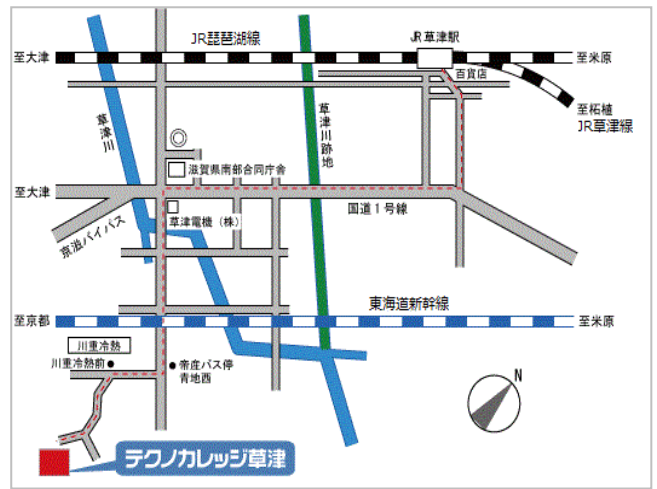 JR草津駅
JR琵琶湖線
至大津
至米原
百貨店
至柘植
JR草津線
草津川
草津川跡地
滋賀県南部合同庁舎
至大津
国道1号線
草津電機(株)
京滋バイパス
東海道新幹線
至京都
至米原
川重冷熱
川重冷熱前
帝産バス停
青地西
N
テクノカレッジ草津